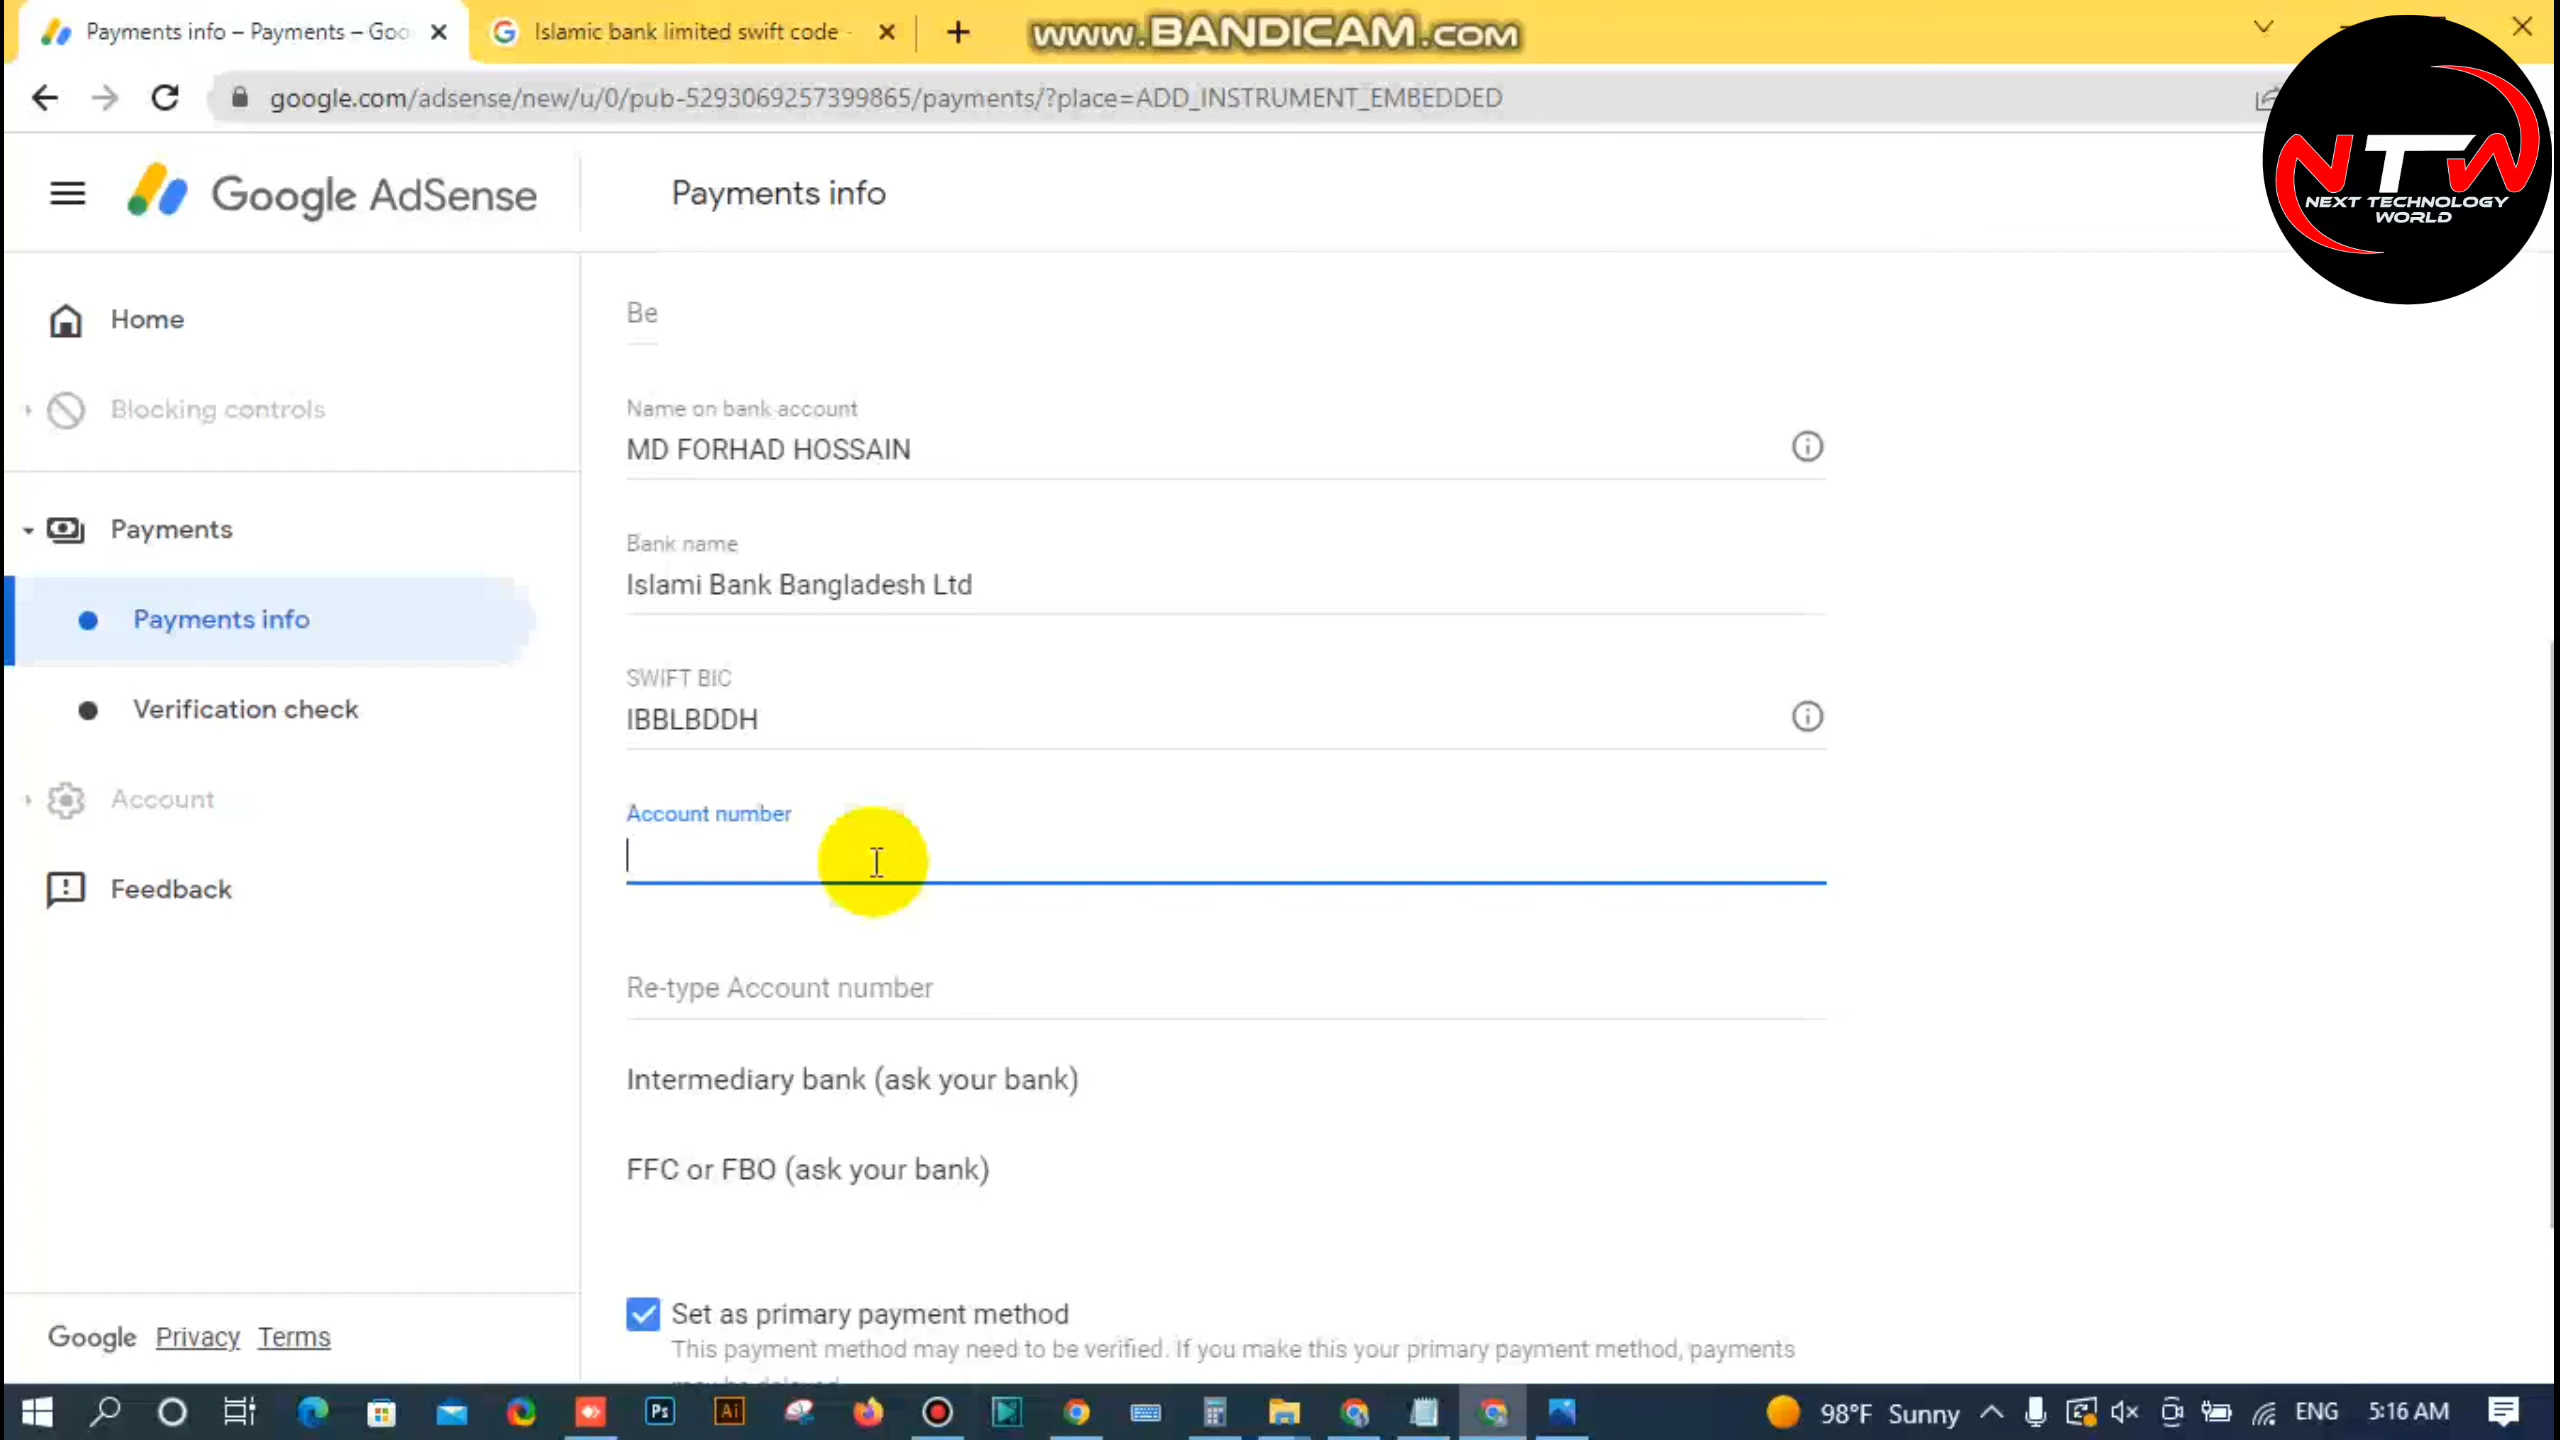 Payments info – Payments – Goo
Islamic bank limited swift code
www.BANDICAM.com
google.com/adsense/new/u/0/pub-5293069257399865/payments/?place=ADD_INSTRUMENT_EMBEDDED
NTW
NEXT TECHNOLOGY
WORLD
Google AdSense
Payments info
Home
Blocking controls
Payments
Payments info
Verification check
Account
Feedback
Google Privacy Terms
Be
Name on bank account
MD FORHAD HOSSAIN
Bank name
Islami Bank Bangladesh Ltd
SWIFT BIC
IBBLBDDH
Account number
Re-type Account number
Intermediary bank (ask your bank)
FFC or FBO (ask your bank)
Set as primary payment method
This payment method may need to be verified. If you make this your primary payment method, payments
may be delayed
Ps
Ai
98°F Sunny
ENG
5:16 AM